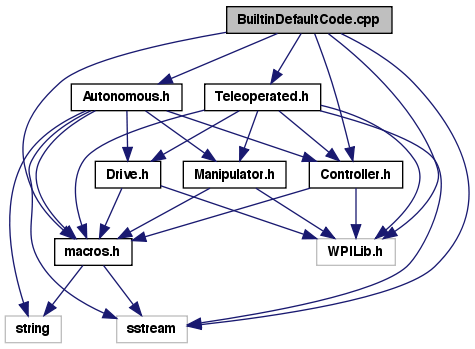 BuiltinDefaultCode.cpp
Autonomous.h
Teleoperated.h
Drive.h
Manipulator.h
Controller.h
macros.h
WPILib.h
string
sstream